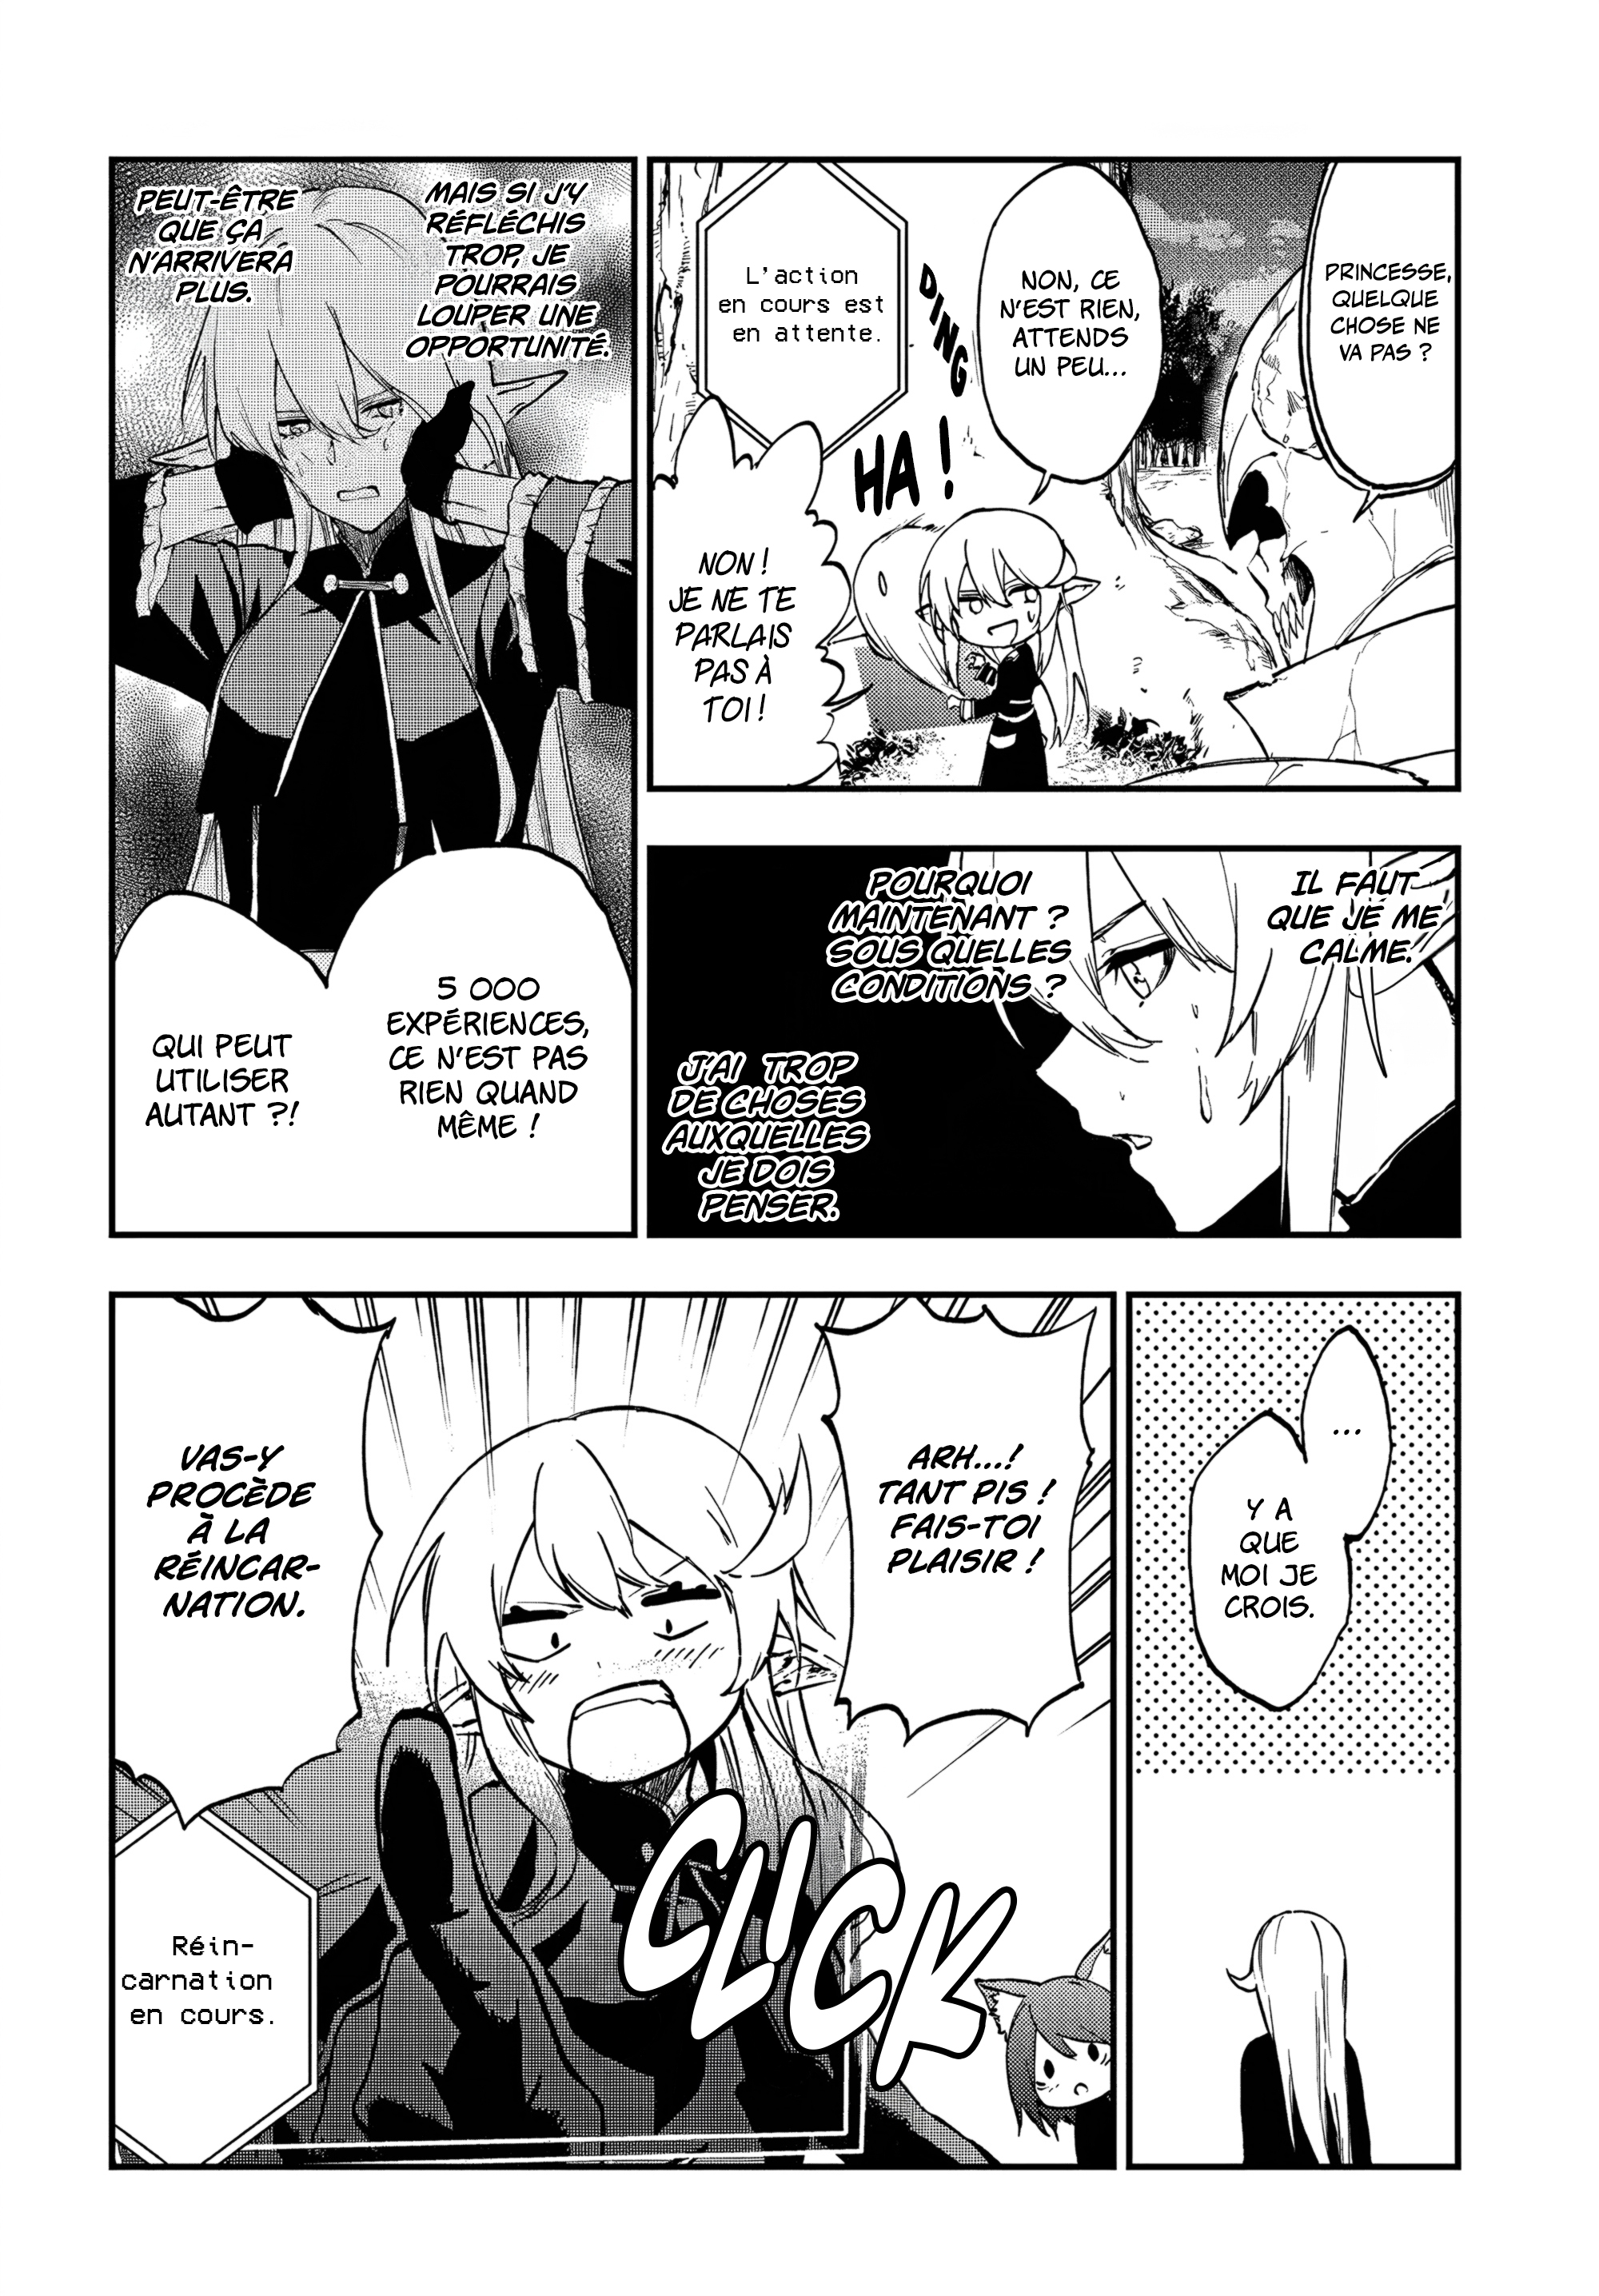 PRINCESSE,
QUELQUE
CHOSE NE
VA PAS ?
NON, CE
N'EST RIEN,
ATTENDS
UN PEU...
DING
L'action
en cours est
en attente.
HA !
NON !
JE NE TE
PARLAIS
PAS À
TOI !
IL FAUT
QUE JE ME
CALME.
POURQUOI
MAINTENANT ?
SOUS QUELLES
CONDITIONS ?
J'AI TROP
DE CHOSES
AUXQUELLES
JE DOIS
PENSER.
MAIS SI J'Y
RÉFLÉCHIS
TROP, JE
POURRAIS
LOUPER UNE
OPPORTUNITÉ.
PEUT-ÊTRE
QUE ÇA
N'ARRIVERA
PLUS.
5 000
EXPÉRIENCES,
CE N'EST PAS
RIEN QUAND
MÊME !
QUI PEUT
UTILISER
AUTANT ?!
...
Y A
QUE
MOI JE
CROIS.
ARH...!
TANT PIS !
FAIS-TOI
PLAISIR !
VAS-Y
PROCÈDE
À LA
RÉINCAR-
NATION.
CLICK
Réin-
carnation
en cours.